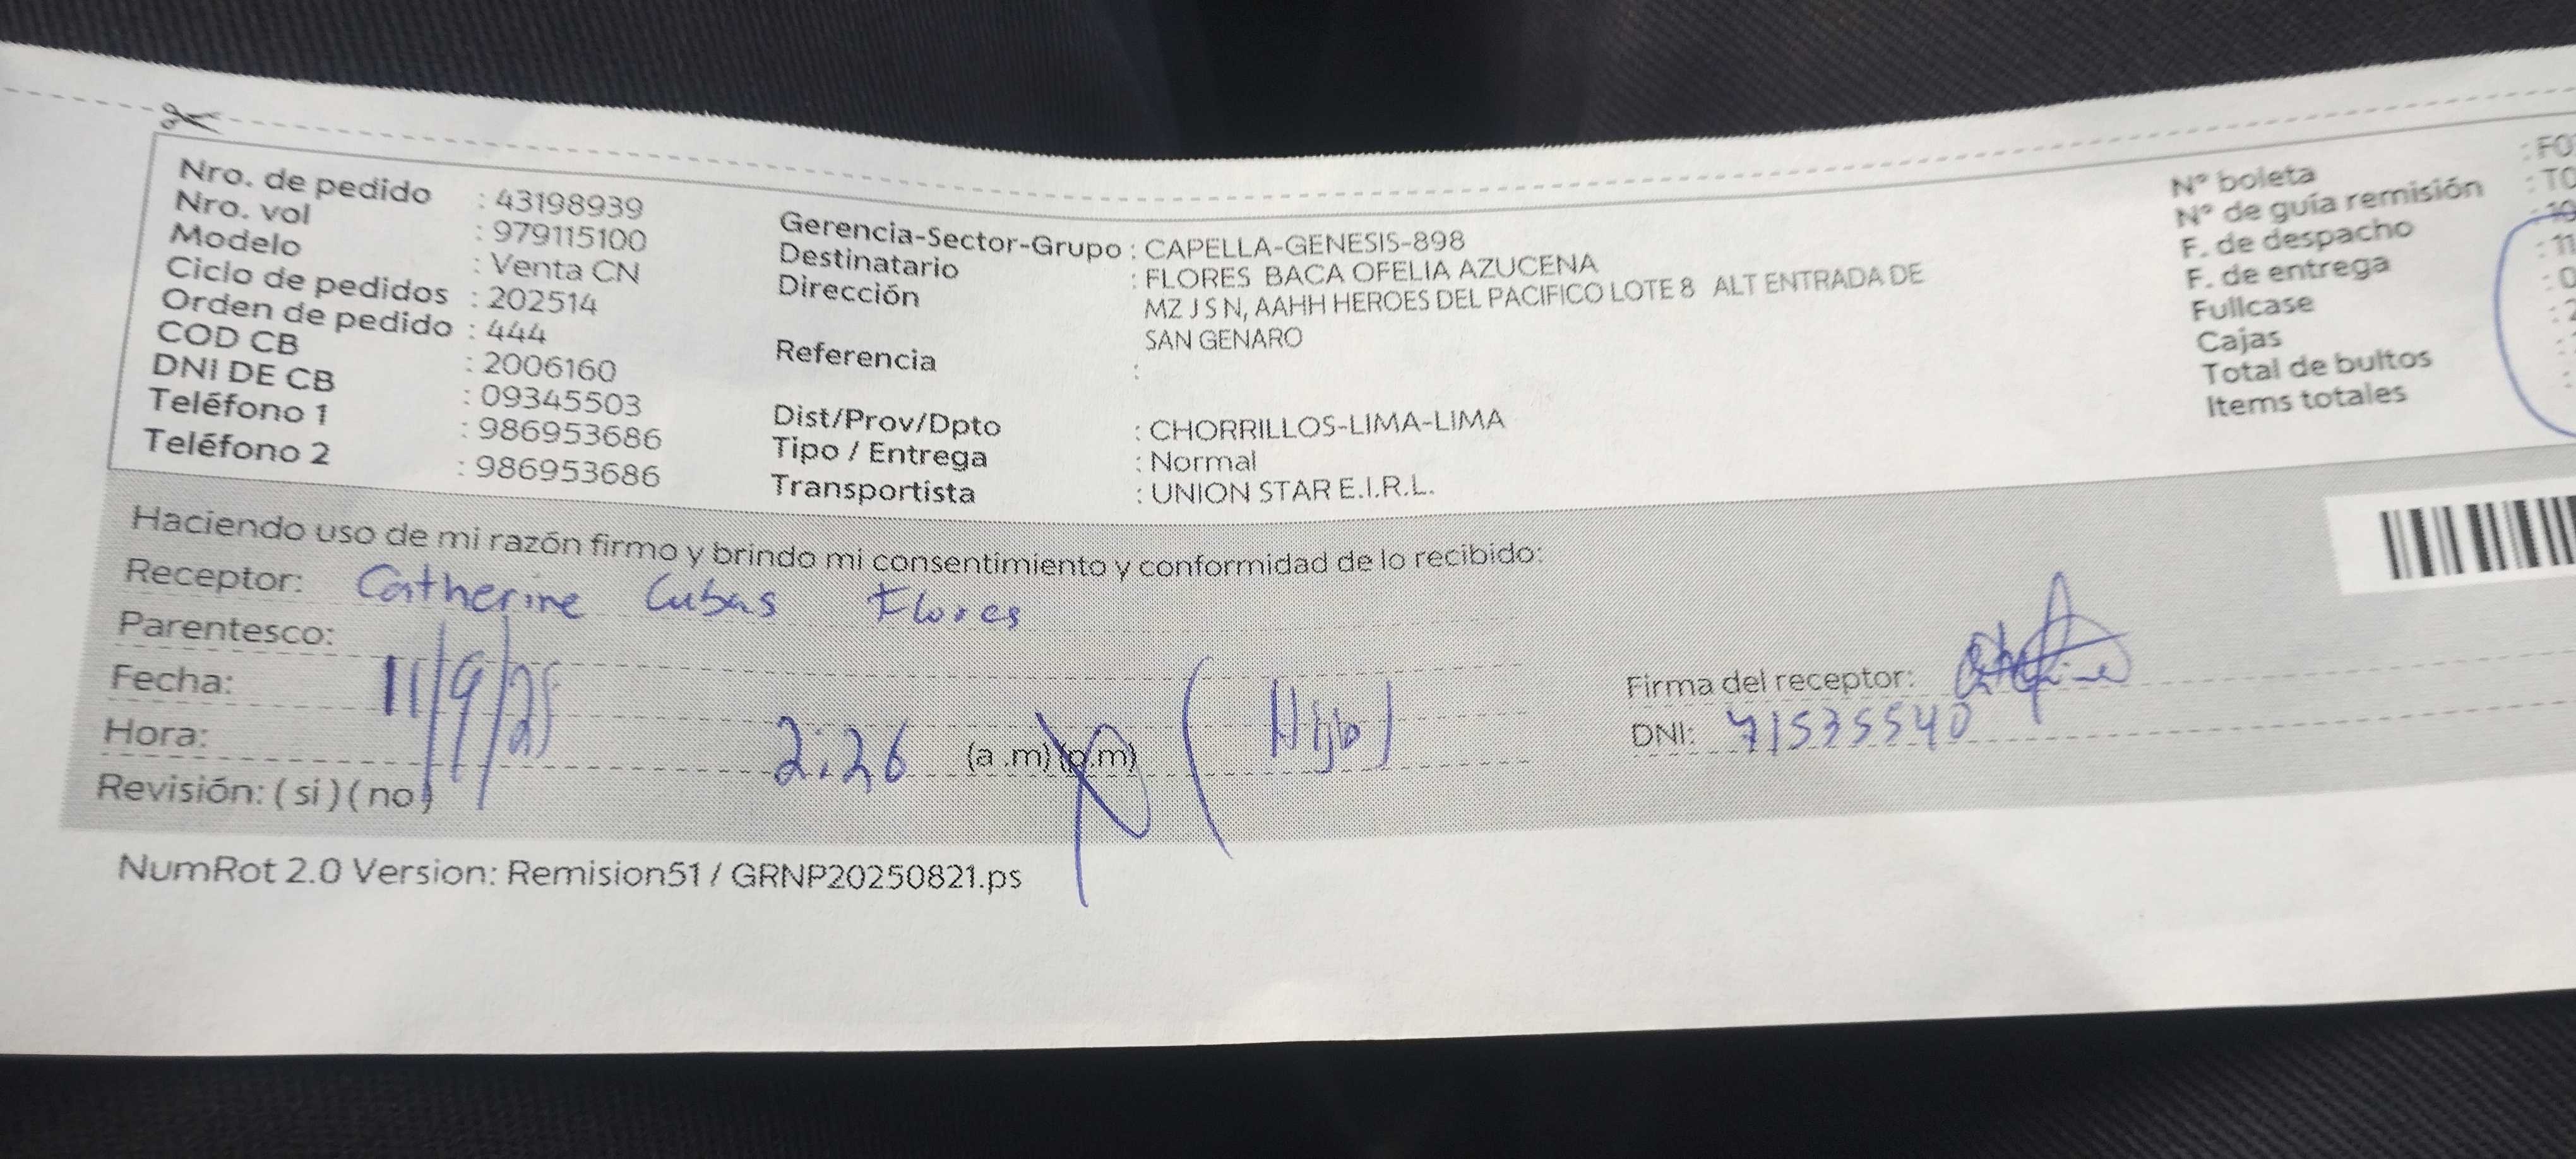 Nro. de pedido : 43198939
Nro. vol : 979115100
Modelo : Venta CN
Ciclo de pedidos : 202514
Orden de pedido : 444
COD CB : 2006160
DNI DE CB : 09345503
Teléfono 1 : 986953686
Teléfono 2 : 986953686
Gerencia-Sector-Grupo : CAPELLA-GENESIS-898
Destinatario : FLORES BACA OFELIA AZUCENA
Dirección MZ J S N, AAHH HEROES DEL PACIFICO LOTE 8 ALT ENTRADA DE
SAN GENARO
Referencia :
Dist/Prov/Dpto : CHORRILLOS-LIMA-LIMA
Tipo / Entrega : Normal
Transportista : UNION STAR E.I.R.L.
N° boleta : FO
N° de guía remisión : TO
F. de despacho : 10
F. de entrega : 11
Fullcase : 0
Cajas : 2
Total de bultos :
Items totales :
Haciendo uso de mi razón firmo y brindo mi consentimiento y conformidad de lo recibido:
Receptor: Catherine Cubas Flores
Parentesco:
Fecha: 11/9/25
Hora: 2:26 (a.m) (p.m) (Hijo)
Revisión: ( si ) ( no )
Firma del receptor:
DNI: 71535540
NumRot 2.0 Version: Remision51 / GRNP20250821.ps